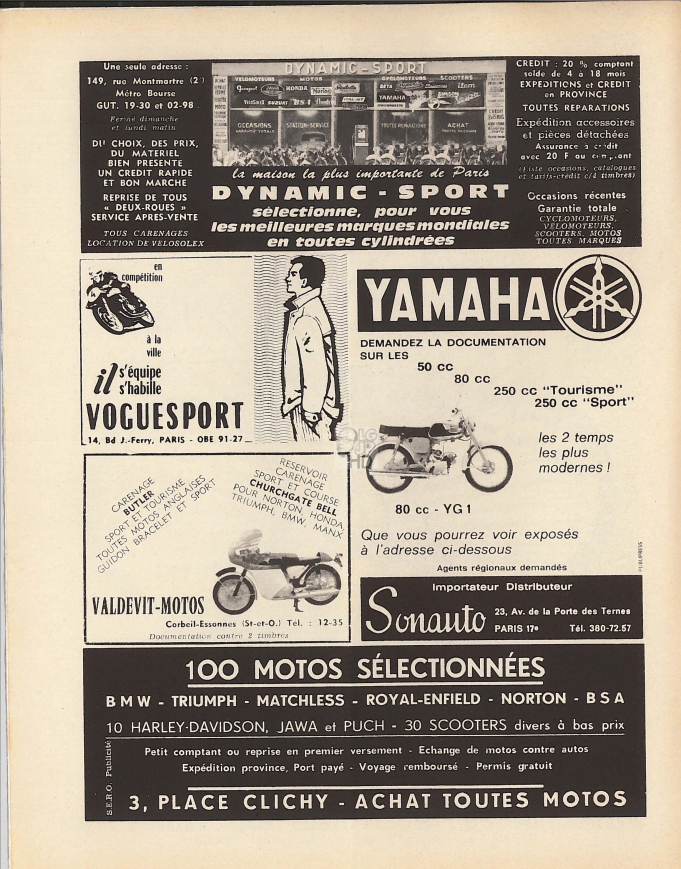 Une seule adresse :
149, rue Montmartre (2ᵉ)
Métro Bourse
GUT. 19-30 et 02-98
Fermé dimanche
et lundi matin
DU CHOIX, DES PRIX,
DU MATERIEL
BIEN PRESENTE
UN CREDIT RAPIDE
ET BON MARCHE
REPRISE DE TOUS
« DEUX-ROUES »
SERVICE APRES-VENTE
TOUS CARENAGES
LOCATION DE VELOSOLEX
DYNAMIC-SPORT
VELOMOTEURS MOTOS CYCLOMOTEURS SCOOTERS
HONDA
SUZUKI BSA YAMAHA
OCCASIONS STATION-SERVICE TOUTES REPARATIONS ACHAT
la maison la plus importante de Paris
DYNAMIC - SPORT
sélectionne, pour vous
les meilleures marques mondiales
en toutes cylindrées
CREDIT : 20 % comptant
solde de 4 à 18 mois
EXPEDITIONS et CREDIT
en PROVINCE
TOUTES REPARATIONS
Expédition accessoires
et pièces détachées
Assurance à crédit
avec 20 F au comptant
(liste occasions, catalogues
et tarifs-crédit c/4 timbres)
Occasions récentes
Garantie totale
CYCLOMOTEURS,
VELOMOTEURS,
SCOOTERS, MOTOS
TOUTES MARQUES
en
compétition
à la
ville
il s'équipe
s'habille
VOGUESPORT
14, Bd J.-Ferry, PARIS - OBE 91-27
YAMAHA
DEMANDEZ LA DOCUMENTATION
SUR LES
50 cc
80 cc
250 cc "Tourisme"
250 cc "Sport"
les 2 temps
les plus
modernes !
80 cc - YG 1
Que vous pourrez voir exposés
à l'adresse ci-dessous
Agents régionaux demandés
PUBLIPRESS
Importateur Distributeur
Sonauto
23, Av. de la Porte des Ternes
PARIS 17ᵉ Tél. 380-72.57
CARENAGE
BUTLER
SPORT ET TOURISME
TOUTES MOTOS ANGLAISES
GUIDON BRACELET ET SPORT
RESERVOIR
CARENAGE
SPORT ET COURSE
CHURCHGATE BELL
POUR NORTON, HONDA,
TRIUMPH, BMW, MANX
VALDEVIT-MOTOS
Corbeil-Essonnes (St-et-O.) Tél. : 12-35
Documentation contre 2 timbres
100 MOTOS SÉLECTIONNÉES
BMW - TRIUMPH - MATCHLESS - ROYAL-ENFIELD - NORTON - BSA
10 HARLEY-DAVIDSON, JAWA et PUCH - 30 SCOOTERS divers à bas prix
Petit comptant ou reprise en premier versement - Echange de motos contre autos
Expédition province, Port payé - Voyage remboursé - Permis gratuit
3, PLACE CLICHY - ACHAT TOUTES MOTOS
S.E.R.O. Publicité